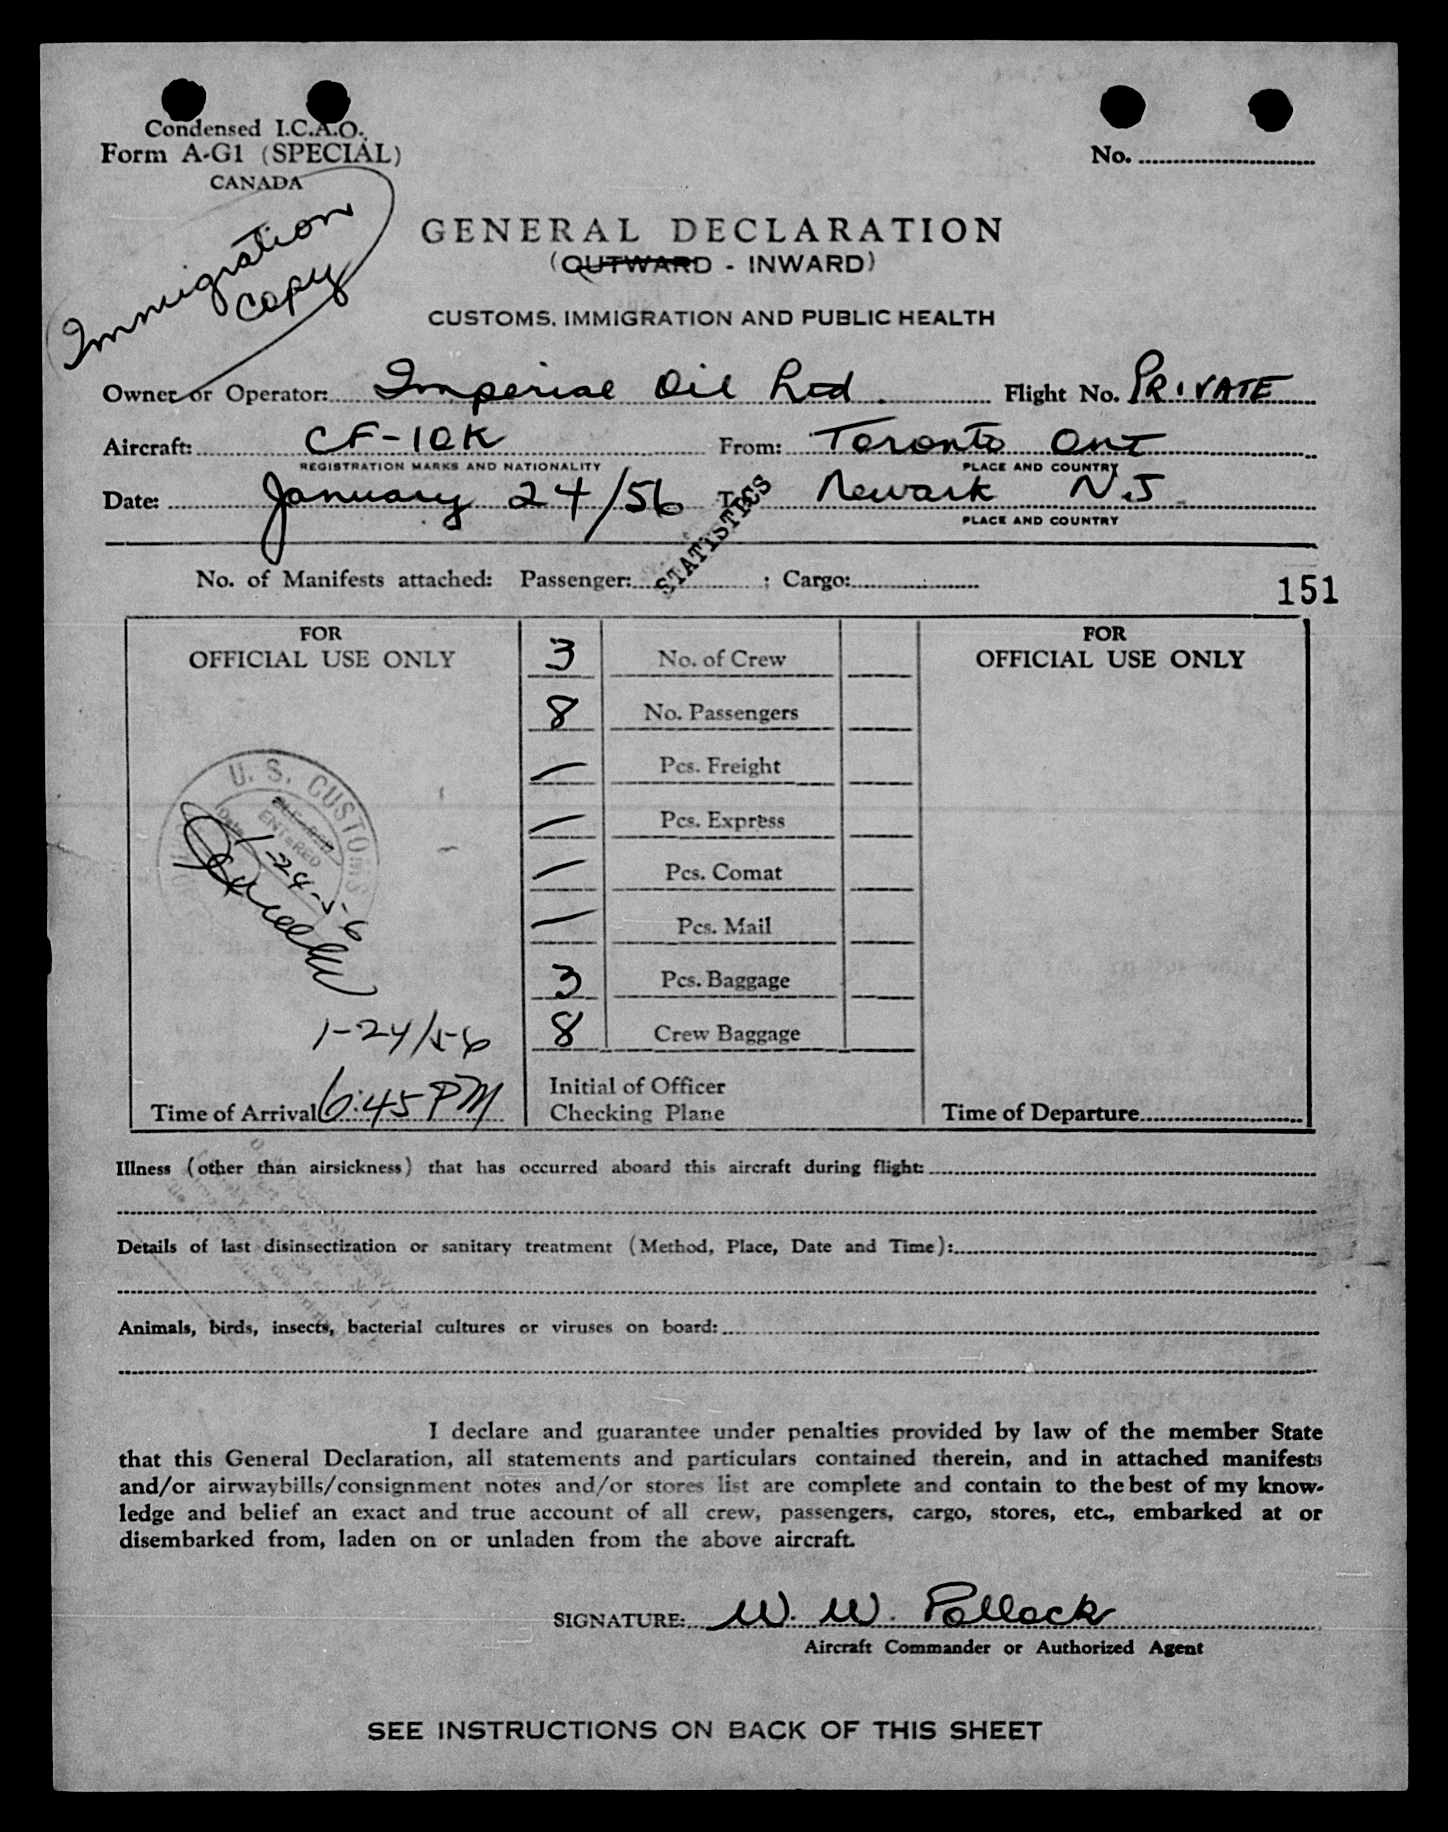 Condensed I.C.A.O.
Form A-G1 (SPECIAL)
CANADA
No.
Immigration
Copy
GENERAL DECLARATION
(OUTWARD - INWARD)
CUSTOMS, IMMIGRATION AND PUBLIC HEALTH
Owner or Operator: Imperial Oil Ltd. Flight No. PRIVATE
Aircraft: CF-IOK From: Toronto Ont
REGISTRATION MARKS AND NATIONALITY PLACE AND COUNTRY
Date: January 24/56 To: Newark N.J.
PLACE AND COUNTRY
STATISTICS
No. of Manifests attached: Passenger: ; Cargo:
151
FOR
OFFICIAL USE ONLY
3 No. of Crew
8 No. Passengers
— Pcs. Freight
— Pcs. Express
— Pcs. Comat
— Pcs. Mail
3 Pcs. Baggage
8 Crew Baggage
FOR
OFFICIAL USE ONLY
U. S. CUSTOMS
ENTERED
Date 1-24-56
1-24/56
Time of Arrival 6:45 PM
Initial of Officer
Checking Plane
Time of Departure
Illness (other than airsickness) that has occurred aboard this aircraft during flight:
Details of last disinsectization or sanitary treatment (Method, Place, Date and Time):
Animals, birds, insects, bacterial cultures or viruses on board:
I declare and guarantee under penalties provided by law of the member State
that this General Declaration, all statements and particulars contained therein, and in attached manifests
and/or airwaybills/consignment notes and/or stores list are complete and contain to the best of my know-
ledge and belief an exact and true account of all crew, passengers, cargo, stores, etc., embarked at or
disembarked from, laden on or unladen from the above aircraft.
SIGNATURE: W. W. Pollock
Aircraft Commander or Authorized Agent
SEE INSTRUCTIONS ON BACK OF THIS SHEET